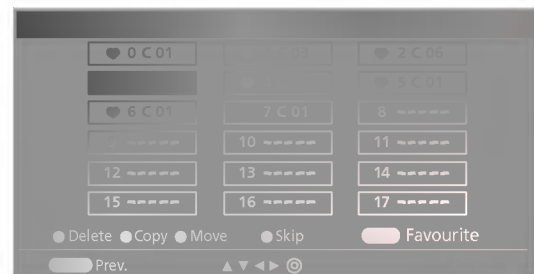 ♥ 0 C 01 ♥ 2 C 06
♥ 5 C 01
♥ 6 C 01 7 C 01 8 -----
10 ----- 11 -----
12 ----- 13 ----- 14 -----
15 ----- 16 ----- 17 -----
Delete Copy Move Skip Favourite
Prev. ▲ ▼ ◄ ► ◎